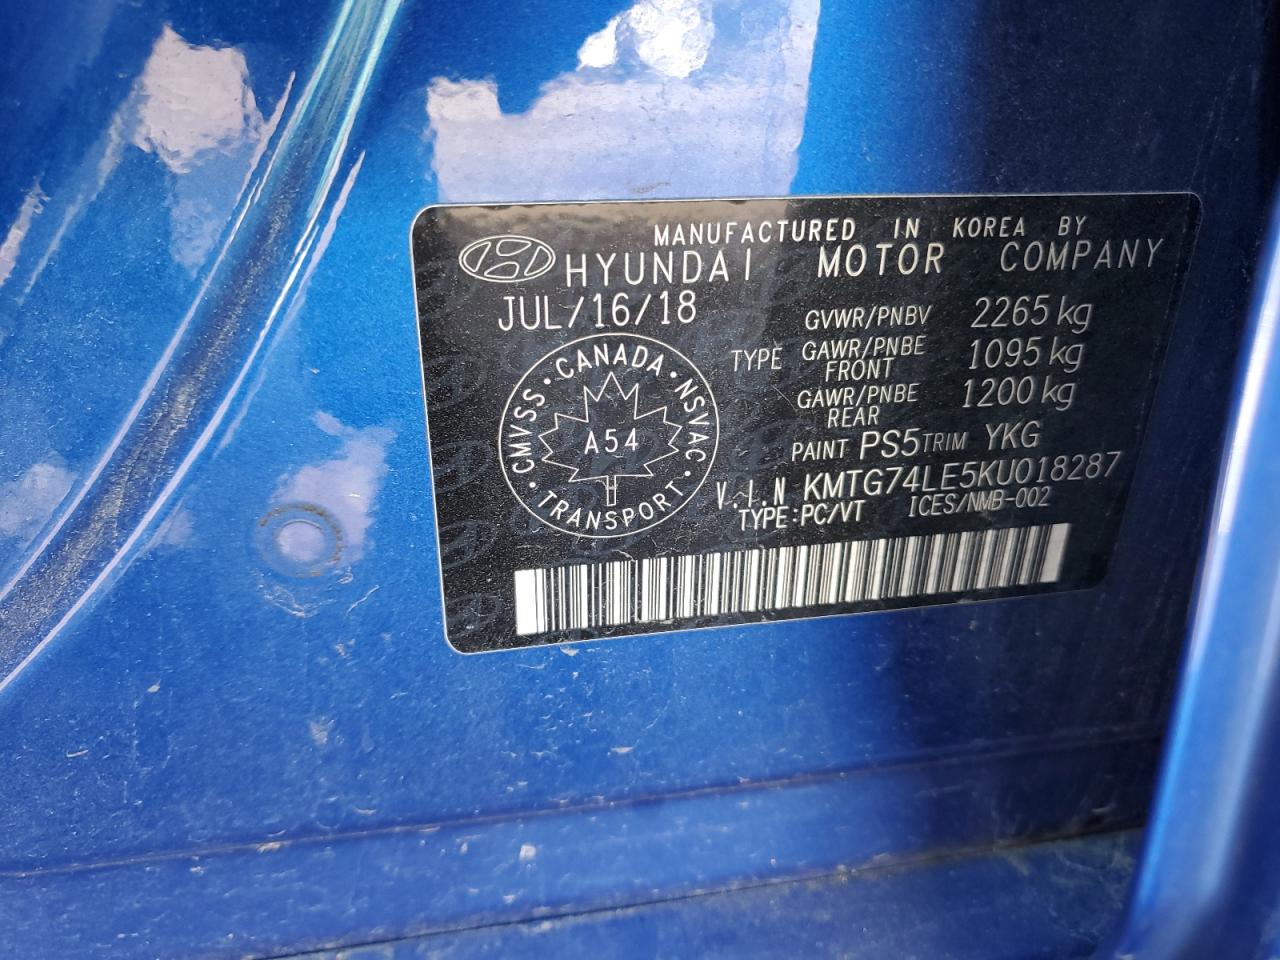 MANUFACTURED IN KOREA BY
HYUNDAI MOTOR COMPANY
JUL/16/18
GVWR/PNBV 2265 kg
TYPE GAWR/PNBE FRONT 1095 kg
GAWR/PNBE REAR 1200 kg
CANADA · NSVAC · TRANSPORT · CMVSS ·
A54
PAINT PS5 TRIM YKG
V.I.N KMTG74LE5KU018287
TYPE:PC/VT ICES/NMB-002